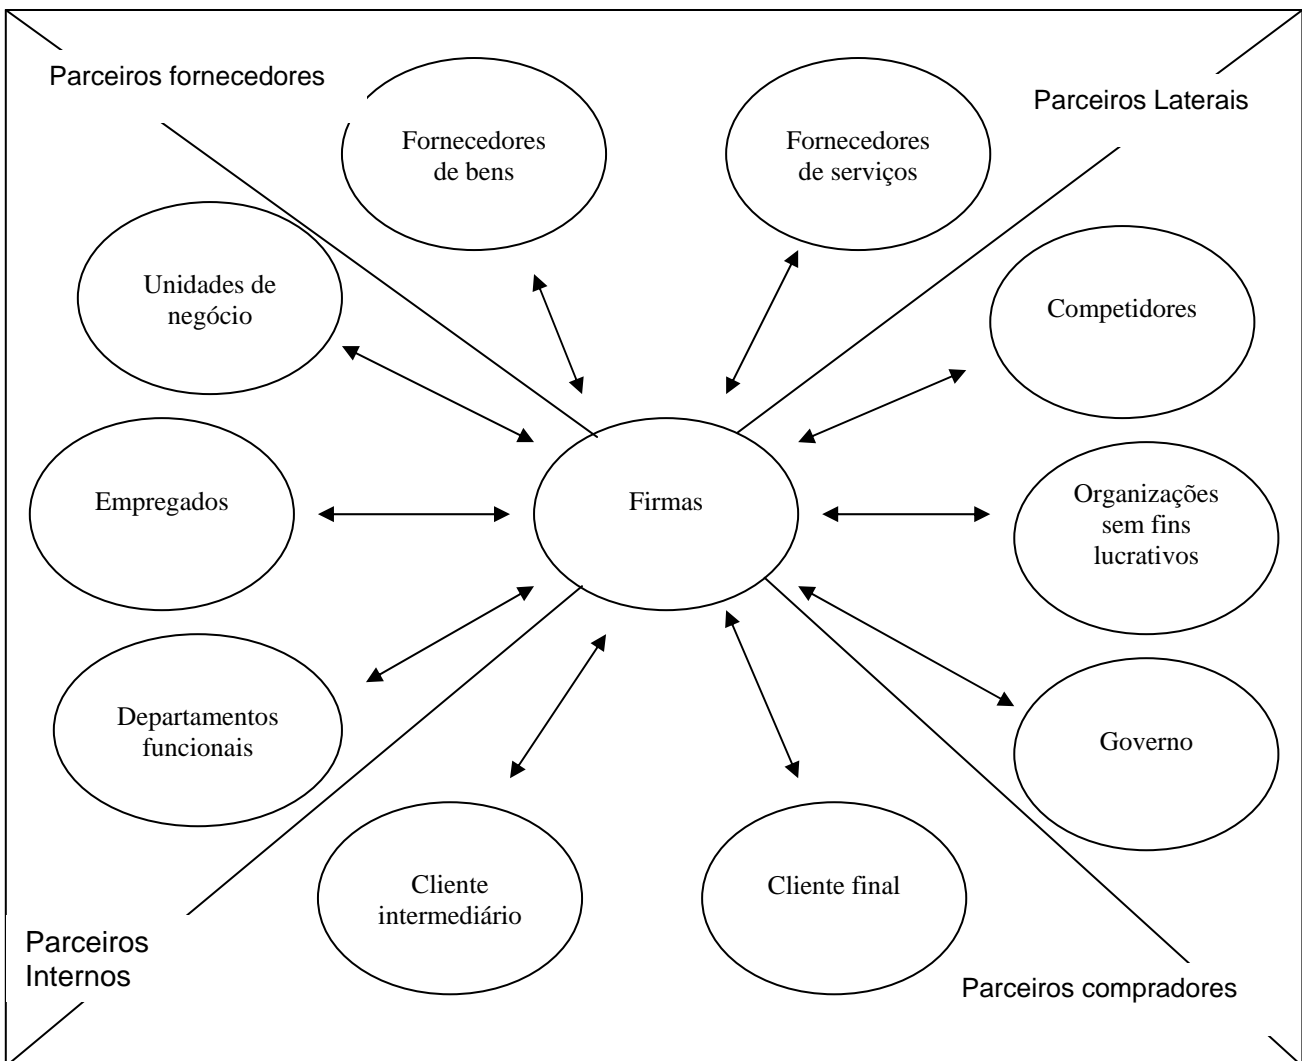 Parceiros fornecedores
Parceiros Laterais
Fornecedores
de bens
Fornecedores
de serviços
Unidades de
negócio
Competidores
Empregados
Firmas
Organizações
sem fins
lucrativos
Departamentos
funcionais
Governo
Cliente
intermediário
Cliente final
Parceiros
Internos
Parceiros compradores